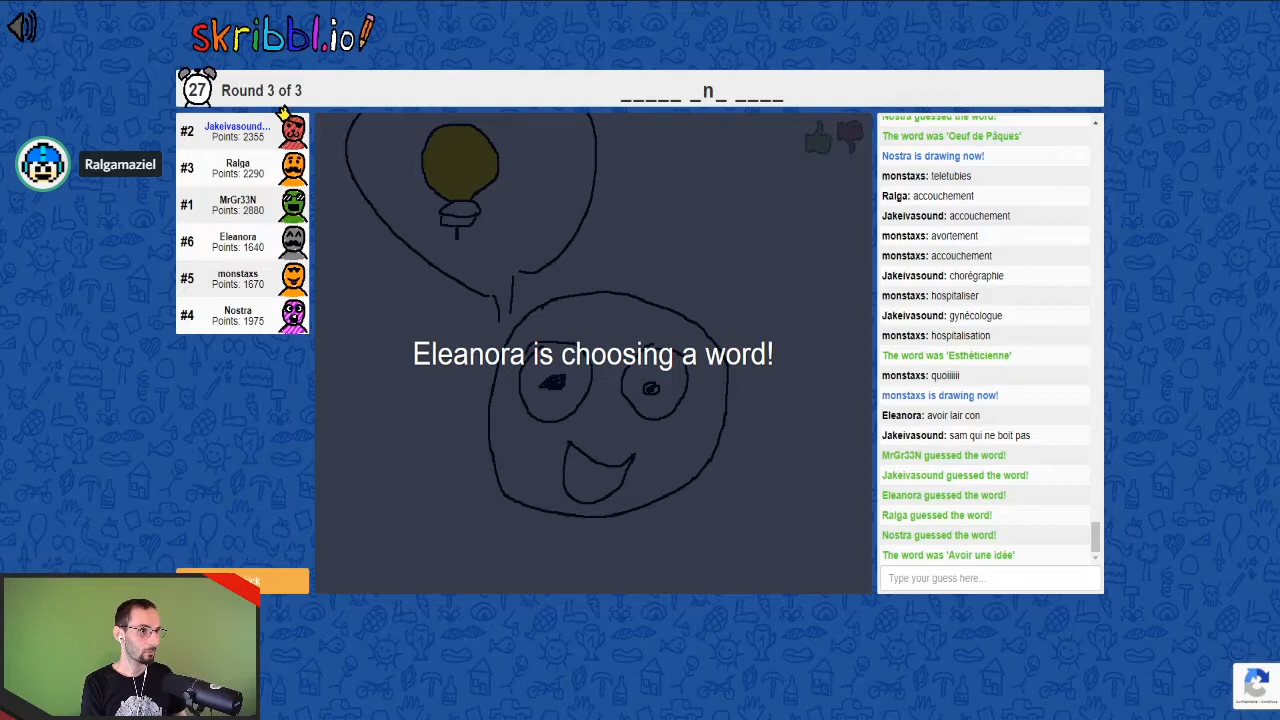 skribbl.io
27
Round 3 of 3
_____ _n_ ____
#2
Jakeivasound...
Points: 2355
#3
Ralga
Points: 2290
#1
MrGr33N
Points: 2880
#6
Eleanora
Points: 1640
#5
monstaxs
Points: 1670
#4
Nostra
Points: 1975
Ralgamaziel
Eleanora is choosing a word!
Nostra guessed the word!
The word was 'Oeuf de Pâques'
Nostra is drawing now!
monstaxs: teletubies
Ralga: accouchement
Jakeivasound: accouchement
monstaxs: avortement
monstaxs: accouchement
Jakeivasound: chorégraphie
monstaxs: hospitaliser
Jakeivasound: gynécologue
monstaxs: hospitalisation
The word was 'Esthéticienne'
monstaxs: quoiiiiii
monstaxs is drawing now!
Eleanora: avoir lair con
Jakeivasound: sam qui ne boit pas
MrGr33N guessed the word!
Jakeivasound guessed the word!
Eleanora guessed the word!
Ralga guessed the word!
Nostra guessed the word!
The word was 'Avoir une idée'
Type your guess here...